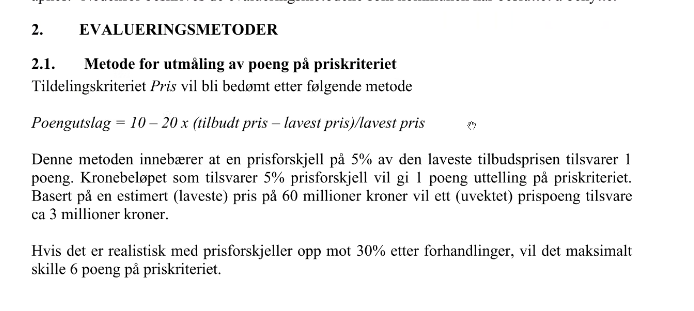 2. EVALUERINGSMETODER
2.1. Metode for utmåling av poeng på priskriteriet
Tildelingskriteriet Pris vil bli bedømt etter følgende metode
Poengutslag = 10 – 20 x (tilbudt pris – lavest pris)/lavest pris
Denne metoden innebærer at en prisforskjell på 5% av den laveste tilbudsprisen tilsvarer 1
poeng. Kronebeløpet som tilsvarer 5% prisforskjell vil gi 1 poeng uttelling på priskriteriet.
Basert på en estimert (laveste) pris på 60 millioner kroner vil ett (uvektet) prispoeng tilsvare
ca 3 millioner kroner.
Hvis det er realistisk med prisforskjeller opp mot 30% etter forhandlinger, vil det maksimalt
skille 6 poeng på priskriteriet.